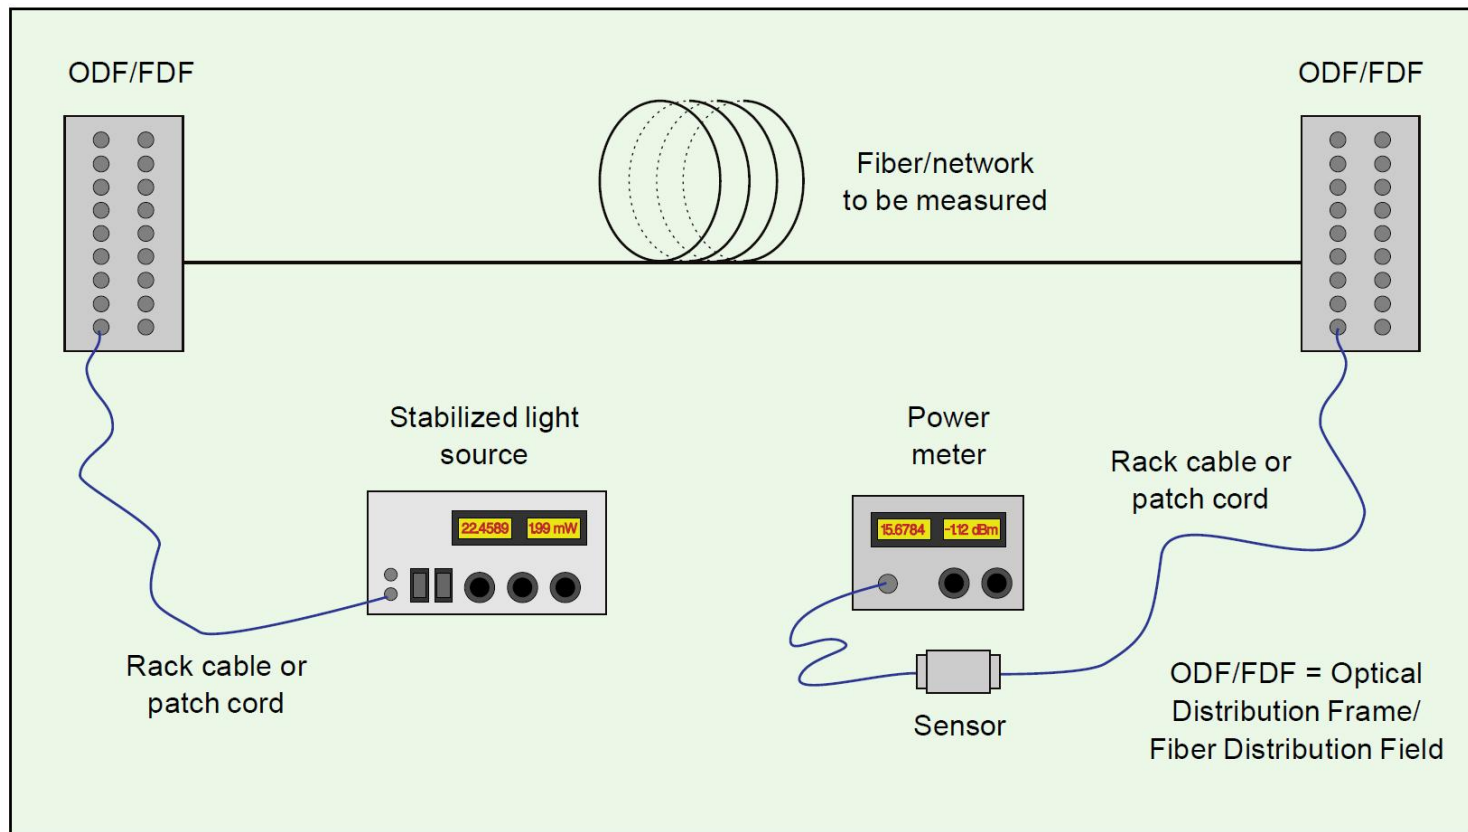 ODF/FDF
ODF/FDF
Fiber/network
to be measured
Stabilized light
source
22.4589
1.99 mW
Power
meter
15.6784
-1.12 dBm
Rack cable or
patch cord
Rack cable or
patch cord
Sensor
ODF/FDF = Optical
Distribution Frame/
Fiber Distribution Field